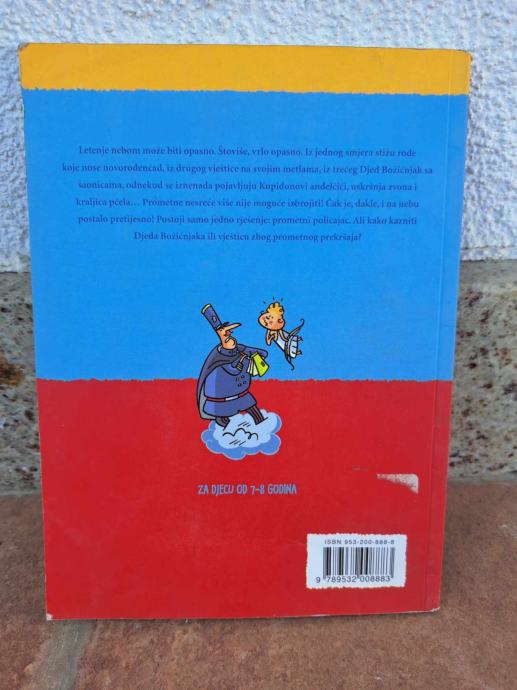 Letenje nebom može biti opasno. Štoviše, vrlo opasno. Iz jednog smjera stižu rode
koje nose novorođenčad, iz drugog vještice na svojim metlama, iz trećeg Djed Božićnjak sa
saonicama, odnekud se iznenada pojavljuju Kupidonovi anđelčići, uskršnja zvona i
kraljica pčela... Prometne nesreće više nije moguće izbrojiti! Čak je, dakle, i na nebu
postalo pretijesno! Postoji samo jedno rješenje: prometni policajac. Ali kako kazniti
Djeda Božićnjaka ili vješticu zbog prometnog prekršaja?
ZA DJECU OD 7–8 GODINA
ISBN 953-200-888-8
9 789532 008883